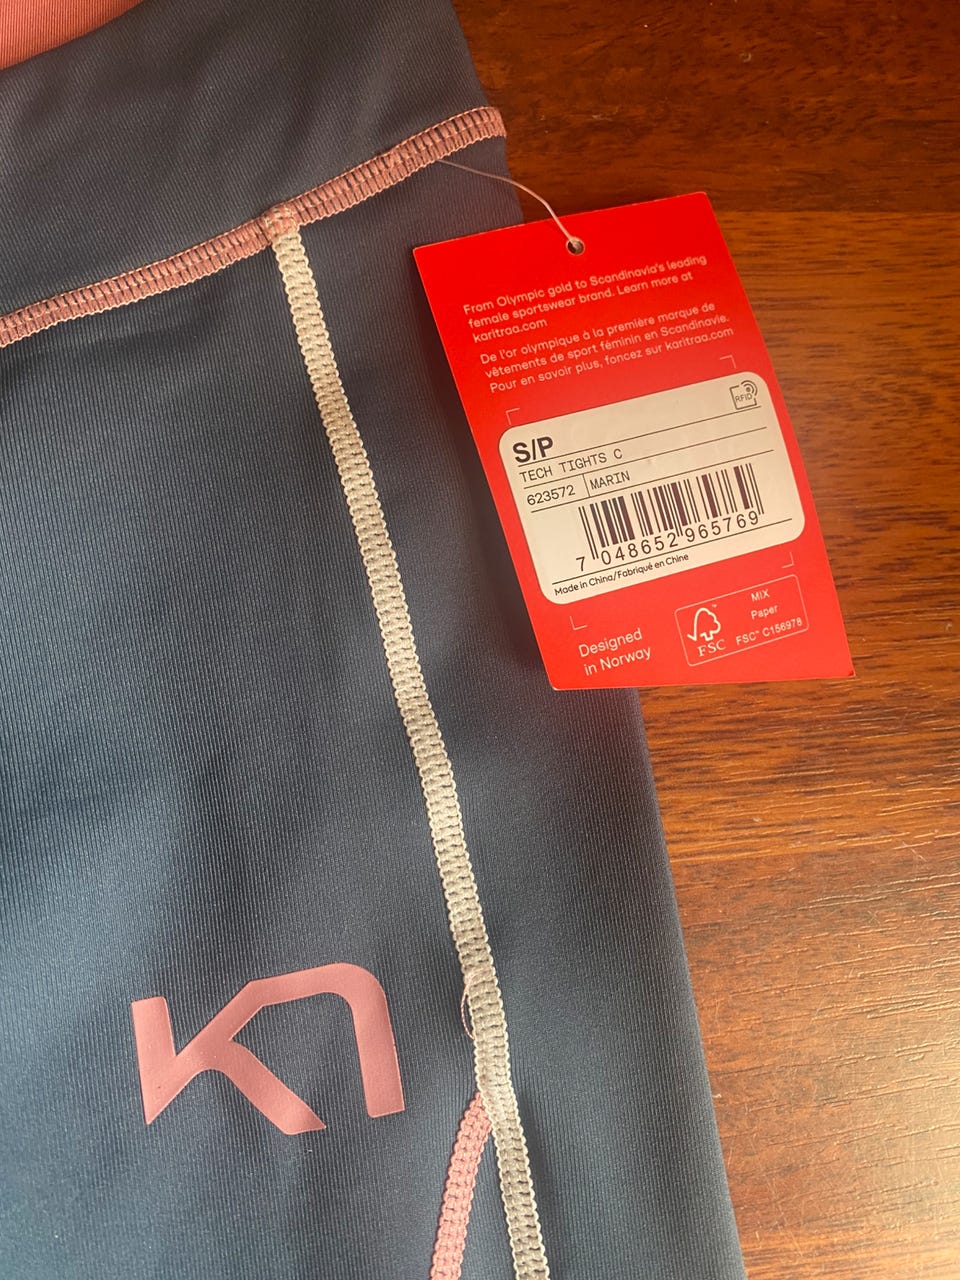 From Olympic gold to Scandinavia's leading
female sportswear brand. Learn more at
karitraa.com
De l'or olympique à la première marque de
vêtements de sport féminin en Scandinavie.
Pour en savoir plus, foncez sur karitraa.com
RFID
S/P
TECH TIGHTS C
623572 MARIN
7 048652 965769
Made in China/Fabriqué en Chine
Designed
in Norway
FSC™
MIX
Paper
FSC™ C156978